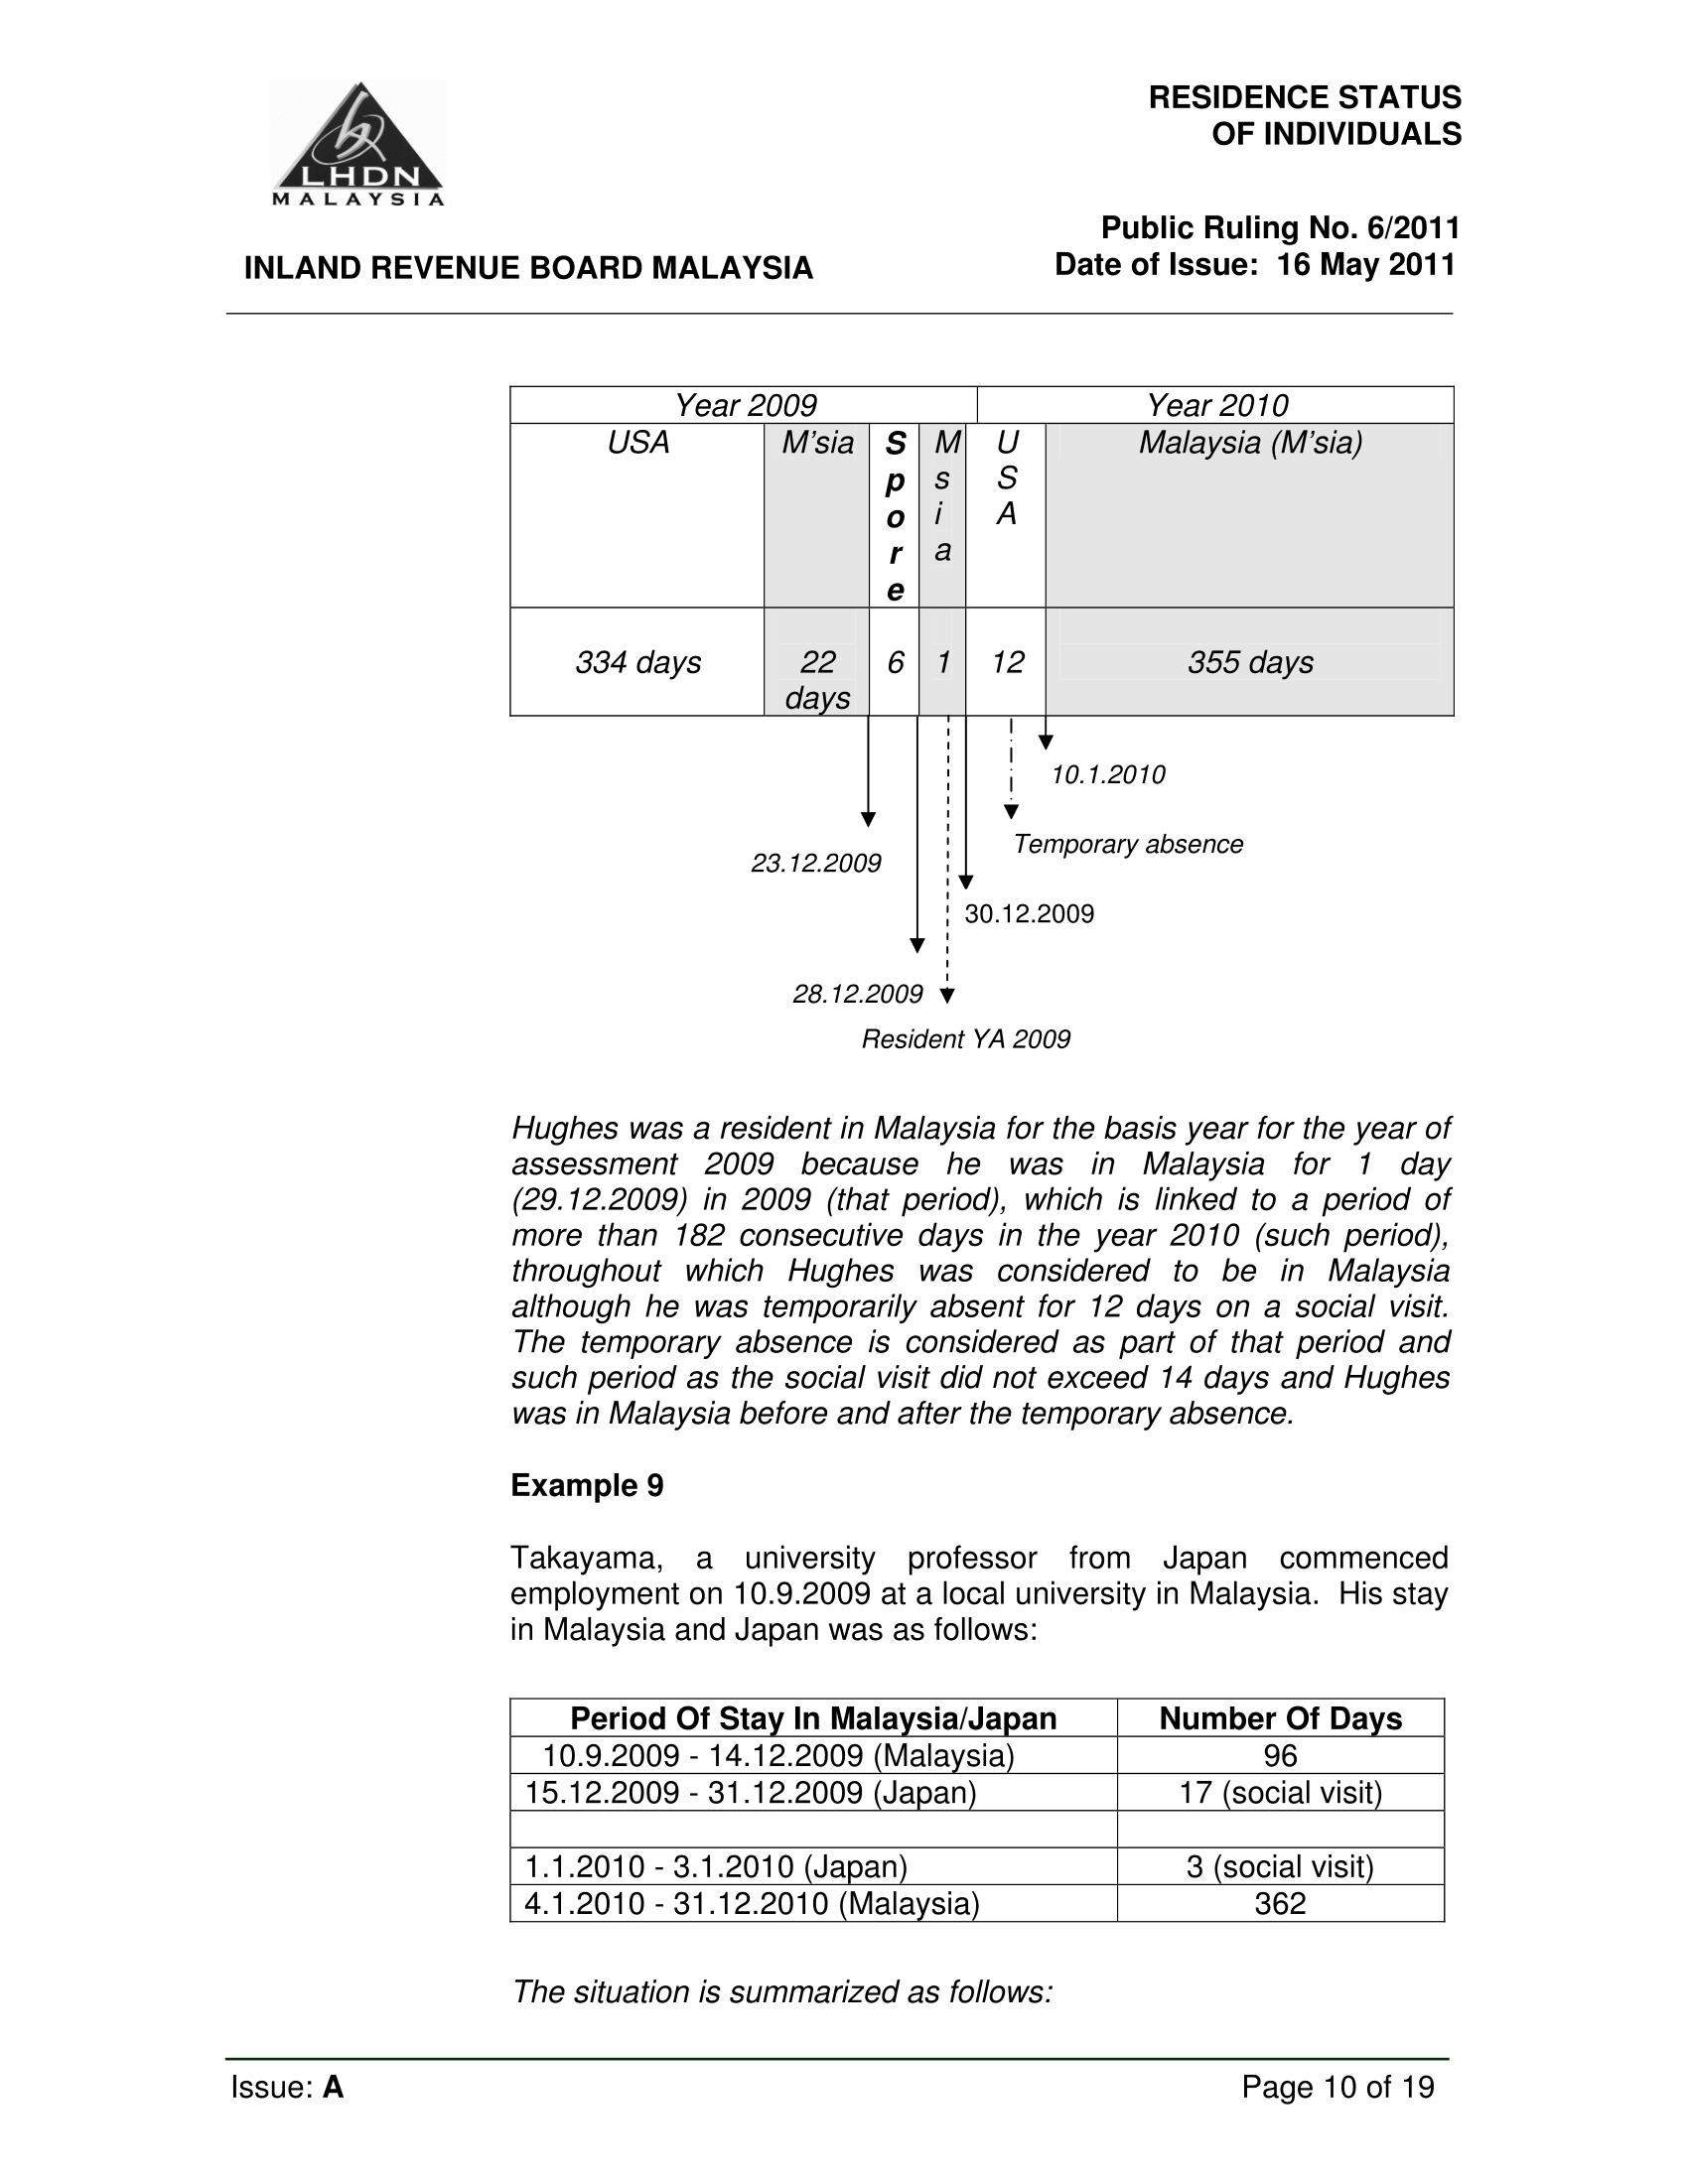 LHDN
MALAYSIA
INLAND REVENUE BOARD MALAYSIA
RESIDENCE STATUS
OF INDIVIDUALS
Public Ruling No. 6/2011
Date of Issue: 16 May 2011
Year 2009
Year 2010
USA
M'sia
S
p
o
r
e
M
s
i
a
U
S
A
Malaysia (M'sia)
334 days
22
days
6
1
12
355 days
10.1.2010
Temporary absence
23.12.2009
30.12.2009
28.12.2009
Resident YA 2009
Hughes was a resident in Malaysia for the basis year for the year of
assessment 2009 because he was in Malaysia for 1 day
(29.12.2009) in 2009 (that period), which is linked to a period of
more than 182 consecutive days in the year 2010 (such period),
throughout which Hughes was considered to be in Malaysia
although he was temporarily absent for 12 days on a social visit.
The temporary absence is considered as part of that period and
such period as the social visit did not exceed 14 days and Hughes
was in Malaysia before and after the temporary absence.
Example 9
Takayama, a university professor from Japan commenced
employment on 10.9.2009 at a local university in Malaysia. His stay
in Malaysia and Japan was as follows:
Period Of Stay In Malaysia/Japan Number Of Days
10.9.2009 - 14.12.2009 (Malaysia) 96
15.12.2009 - 31.12.2009 (Japan) 17 (social visit)
1.1.2010 - 3.1.2010 (Japan) 3 (social visit)
4.1.2010 - 31.12.2010 (Malaysia) 362
The situation is summarized as follows:
Issue: A Page 10 of 19